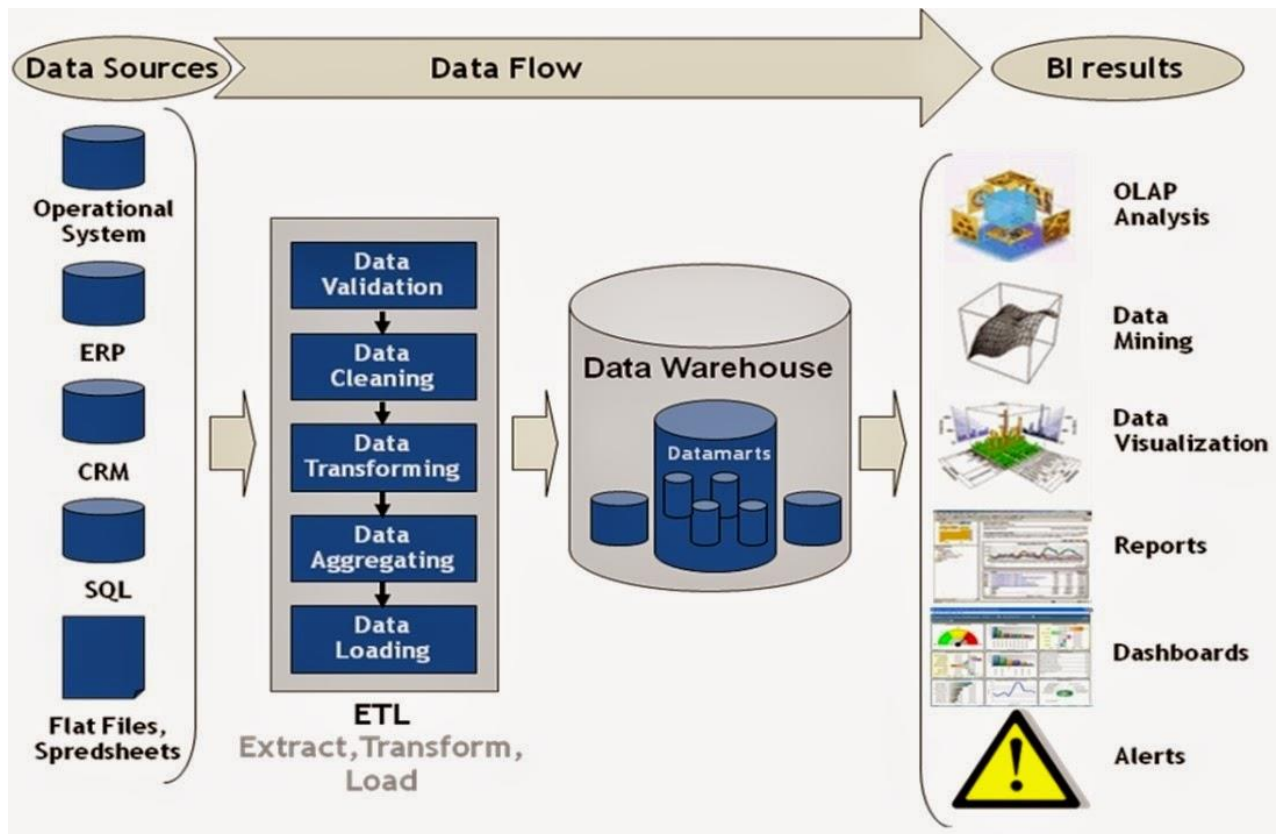 Data Sources
Data Flow
BI results
Operational
System
ERP
CRM
SQL
Flat Files,
Spredsheets
Data
Validation
Data
Cleaning
Data
Transforming
Data
Aggregating
Data
Loading
ETL
Extract,Transform,
Load
Data Warehouse
Datamarts
OLAP
Analysis
Data
Mining
Data
Visualization
Reports
Dashboards
Alerts